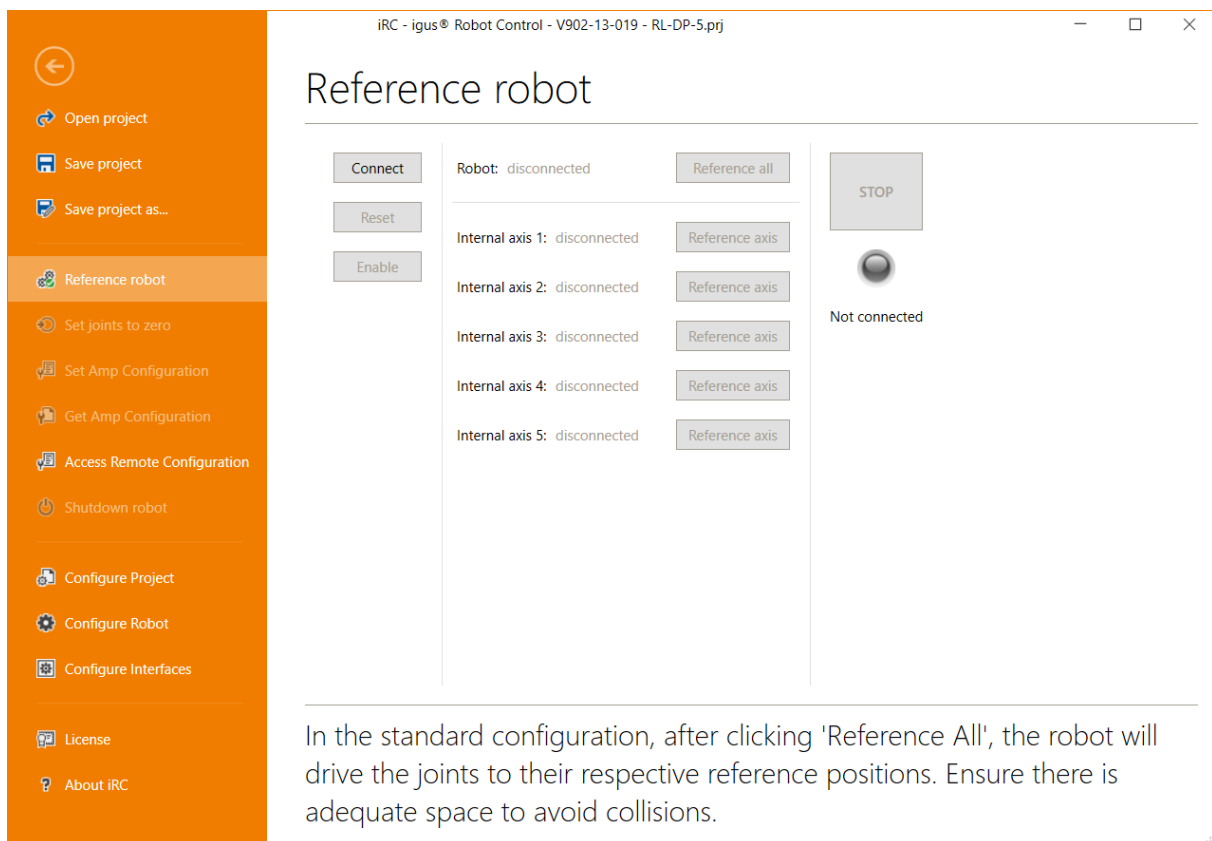 iRC - igus® Robot Control - V902-13-019 - RL-DP-5.prj
Open project
Save project
Save project as...
Reference robot
Set joints to zero
Set Amp Configuration
Get Amp Configuration
Access Remote Configuration
Shutdown robot
Configure Project
Configure Robot
Configure Interfaces
License
About iRC
Reference robot
Connect
Reset
Enable
Robot: disconnected Reference all
Internal axis 1: disconnected Reference axis
Internal axis 2: disconnected Reference axis
Internal axis 3: disconnected Reference axis
Internal axis 4: disconnected Reference axis
Internal axis 5: disconnected Reference axis
STOP
Not connected
In the standard configuration, after clicking 'Reference All', the robot will
drive the joints to their respective reference positions. Ensure there is
adequate space to avoid collisions.